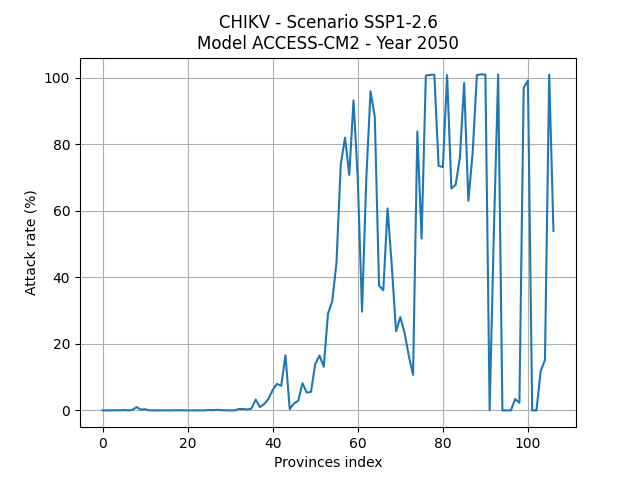 CHIKV - Scenario SSP1-2.6
Model ACCESS-CM2 - Year 2050
Attack rate (%)
100
80
60
40
20
0
0 20 40 60 80 100
Provinces index